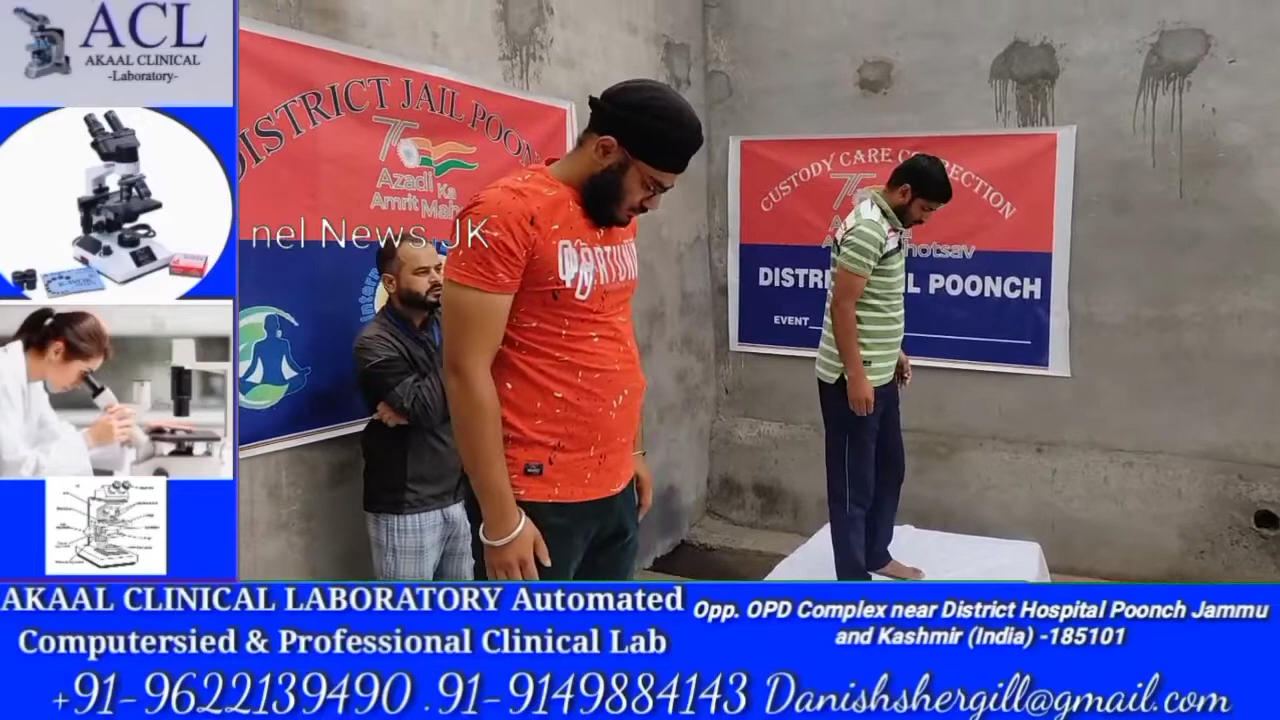 ACL
AKAAL CLINICAL
-Laboratory-
DISTRICT JAIL POON
Azadi Ka
Amrit Mah
nel News, JK
Intern
CUSTODY CARE
hotsav
DISTR L POONCH
EVENT
AKAAL CLINICAL LABORATORY Automated
Computersied & Professional Clinical Lab
Opp. OPD Complex near District Hospital Poonch Jammu
and Kashmir (India) -185101
+91-9622139490 .91-9149884143 Danishshergill@gmail.com